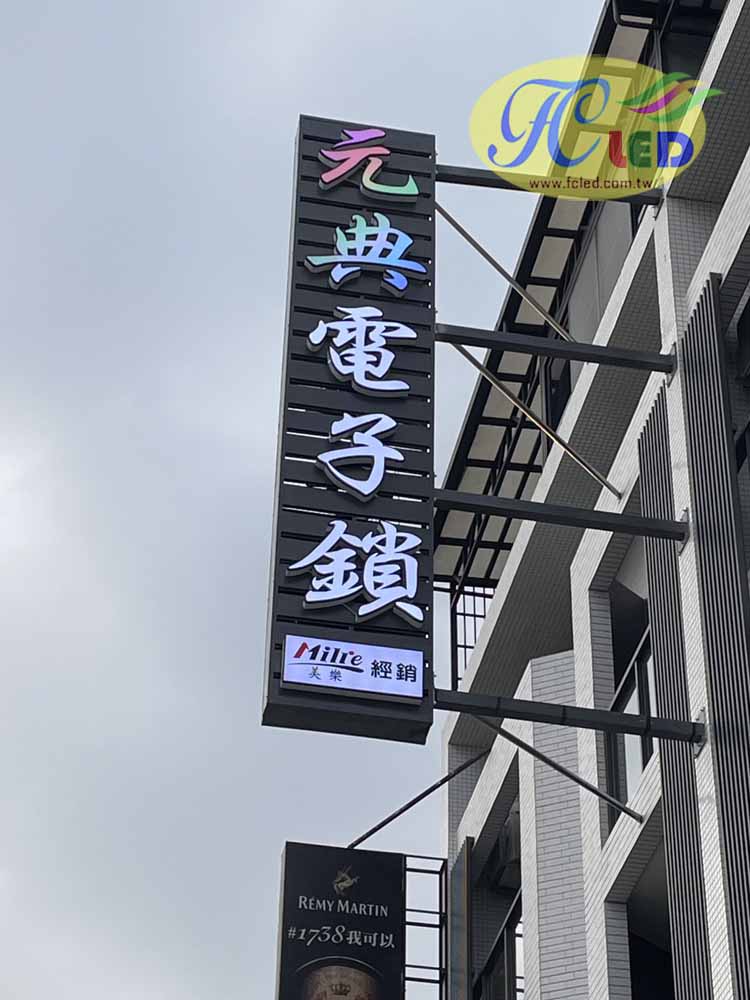 FC LED
www.fcled.com.tw/
元典電子鎖
Milre
美樂
經銷
RÉMY MARTIN
#1738我可以